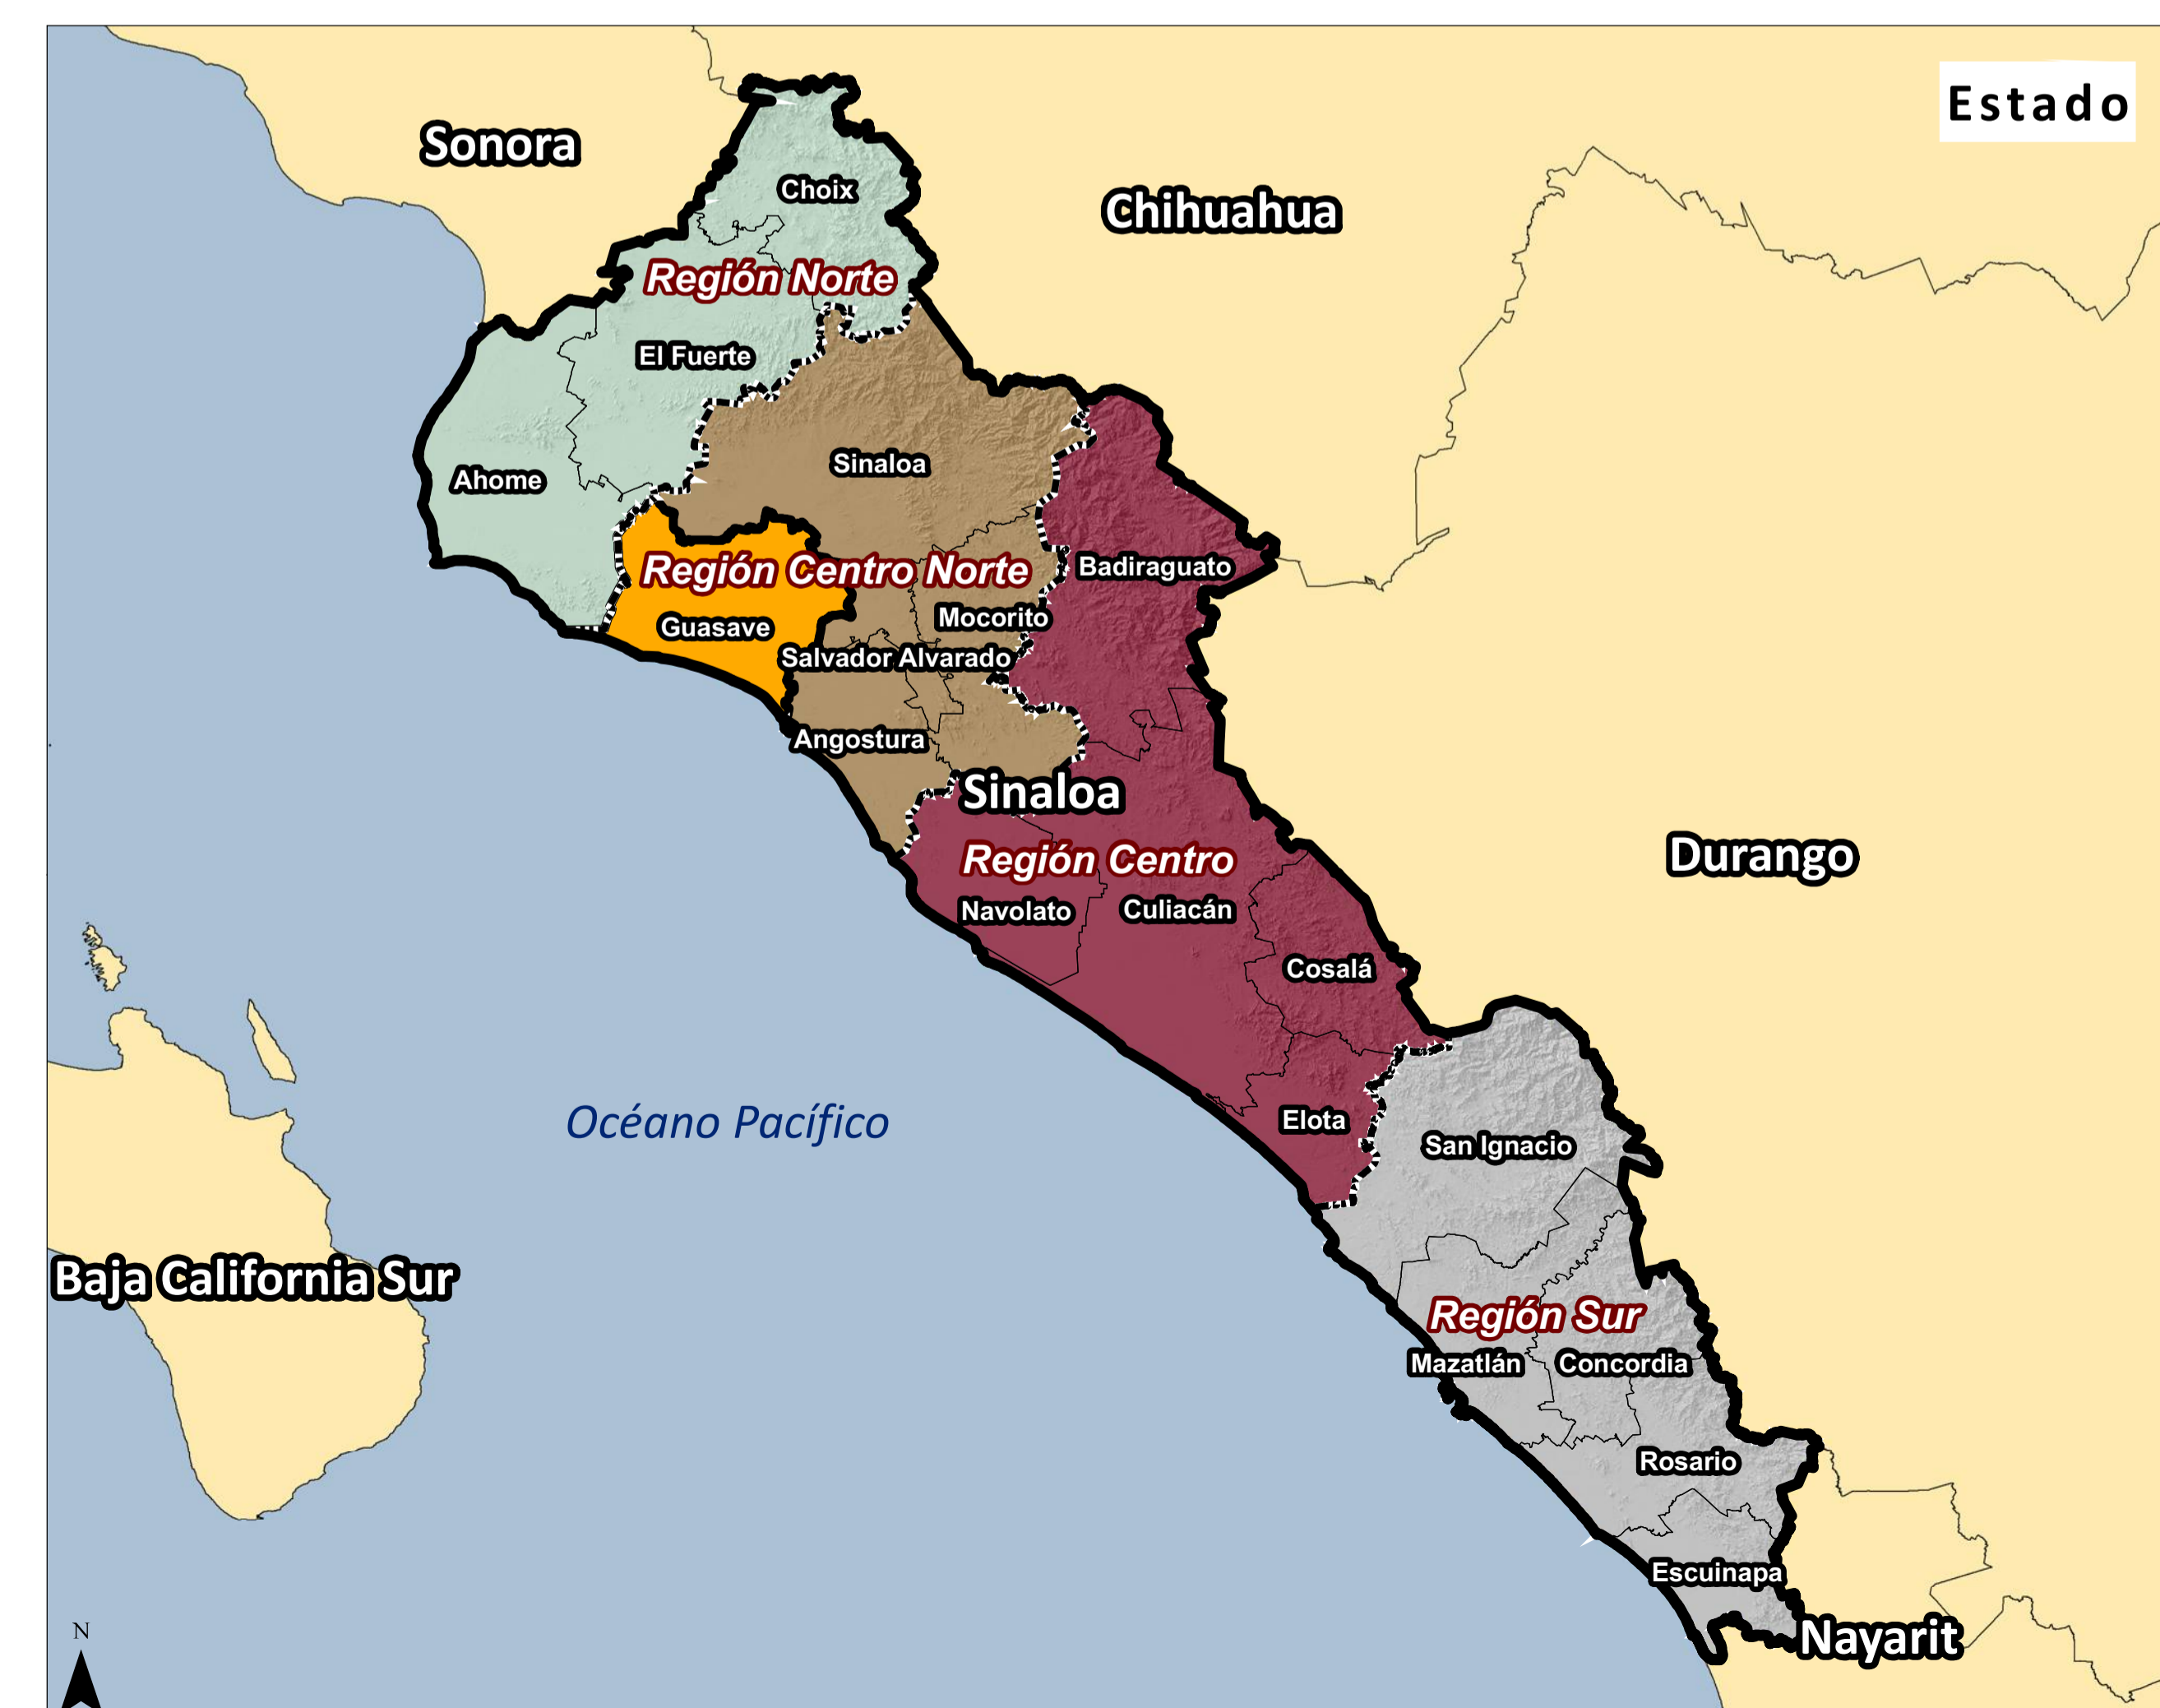 Estado
Sonora
Choix
Chihuahua
Región Norte
El Fuerte
Sinaloa
Ahome
Badiraguato
Región Centro Norte
Mocorito
Guasave
Salvador Alvarado
Angostura
Sinaloa
Región Centro
Durango
Navolato
Culiacán
Cosalá
Océano Pacífico
Elota
San Ignacio
Baja California Sur
Región Sur
Mazatlán
Concordia
Rosario
Escuinapa
N
Nayarit